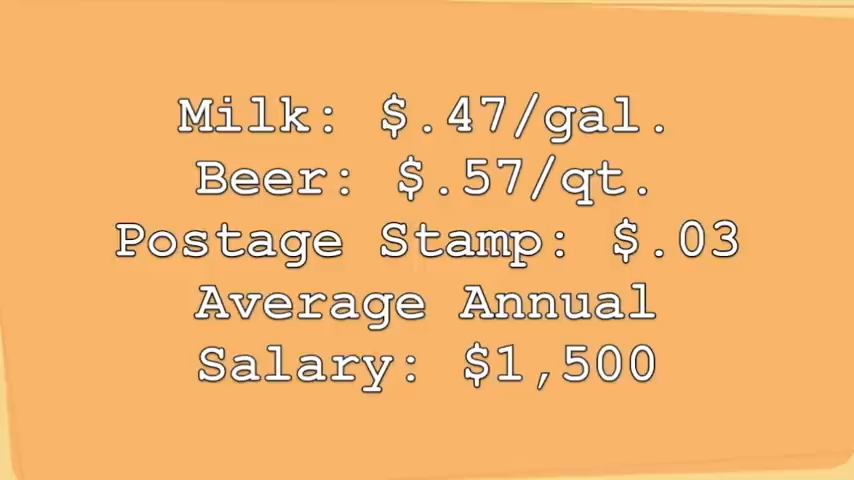 Milk: $.47/gal.
Beer: $.57/qt.
Postage Stamp: $.03
Average Annual
Salary: $1,500